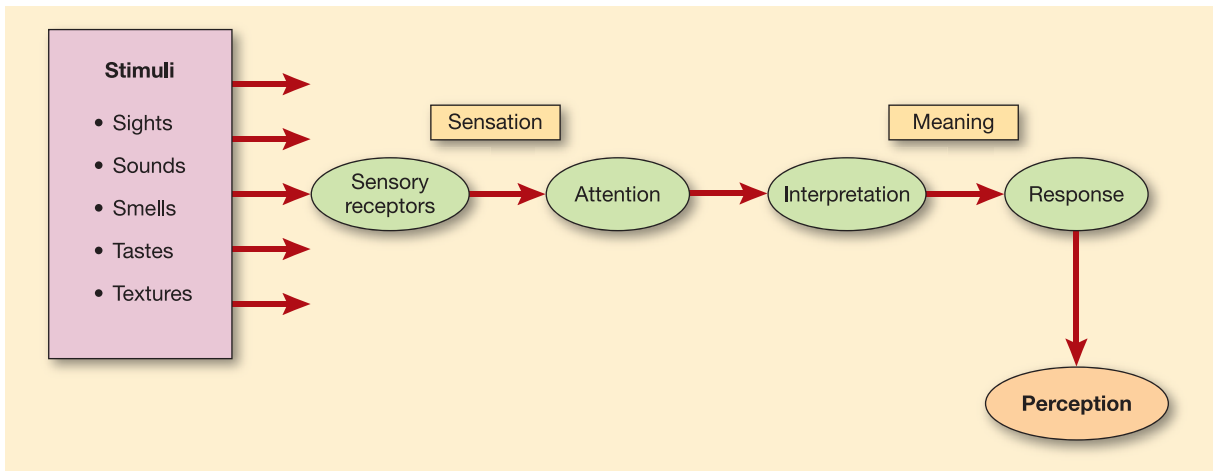 Stimuli
• Sights
• Sounds
• Smells
• Tastes
• Textures
Sensation
Meaning
Sensory
receptors
Attention
Interpretation
Response
Perception